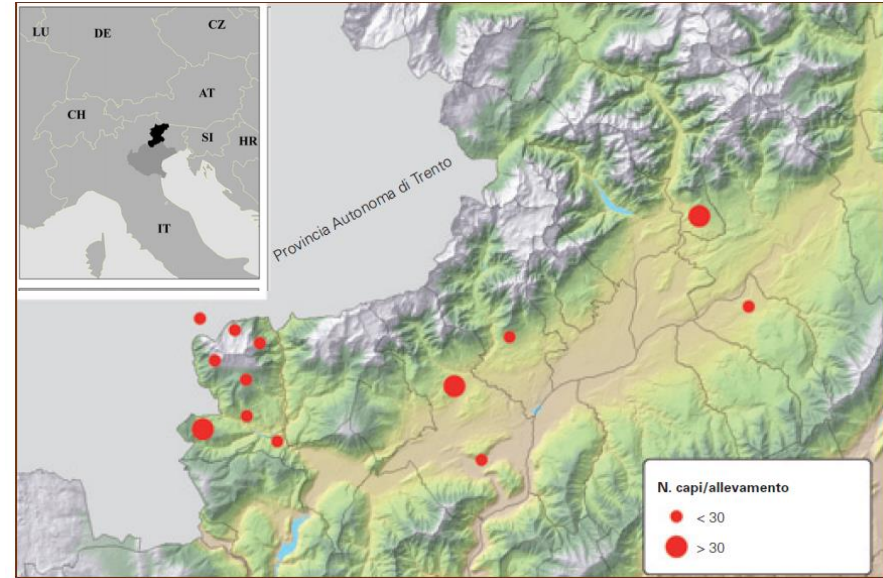 LU
DE
CZ
CH
AT
SI
HR
IT
Provincia Autonoma di Trento
N. capi/allevamento
< 30
> 30